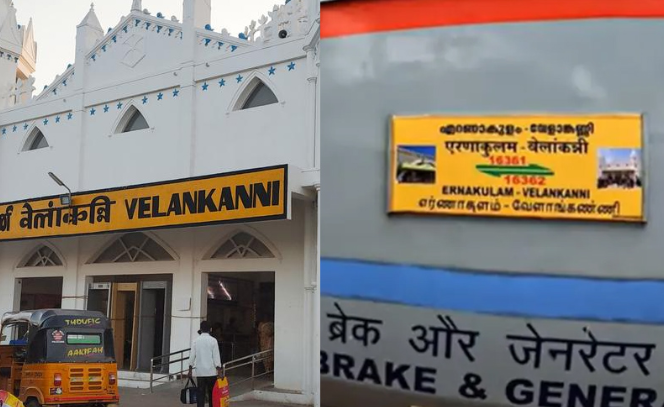 वेलांकन्नि VELANKANNI
THOUFIC
എറണാകുളം - വേളാങ്കണ്ണി
एरणाकुलम - वेलांकन्नी
16361
16362
ERNAKULAM - VELANKANNI
எர்ணாகுளம் - வேளாங்கண்ணி
ब्रेक और जेनरेटर
BRAKE & GENER